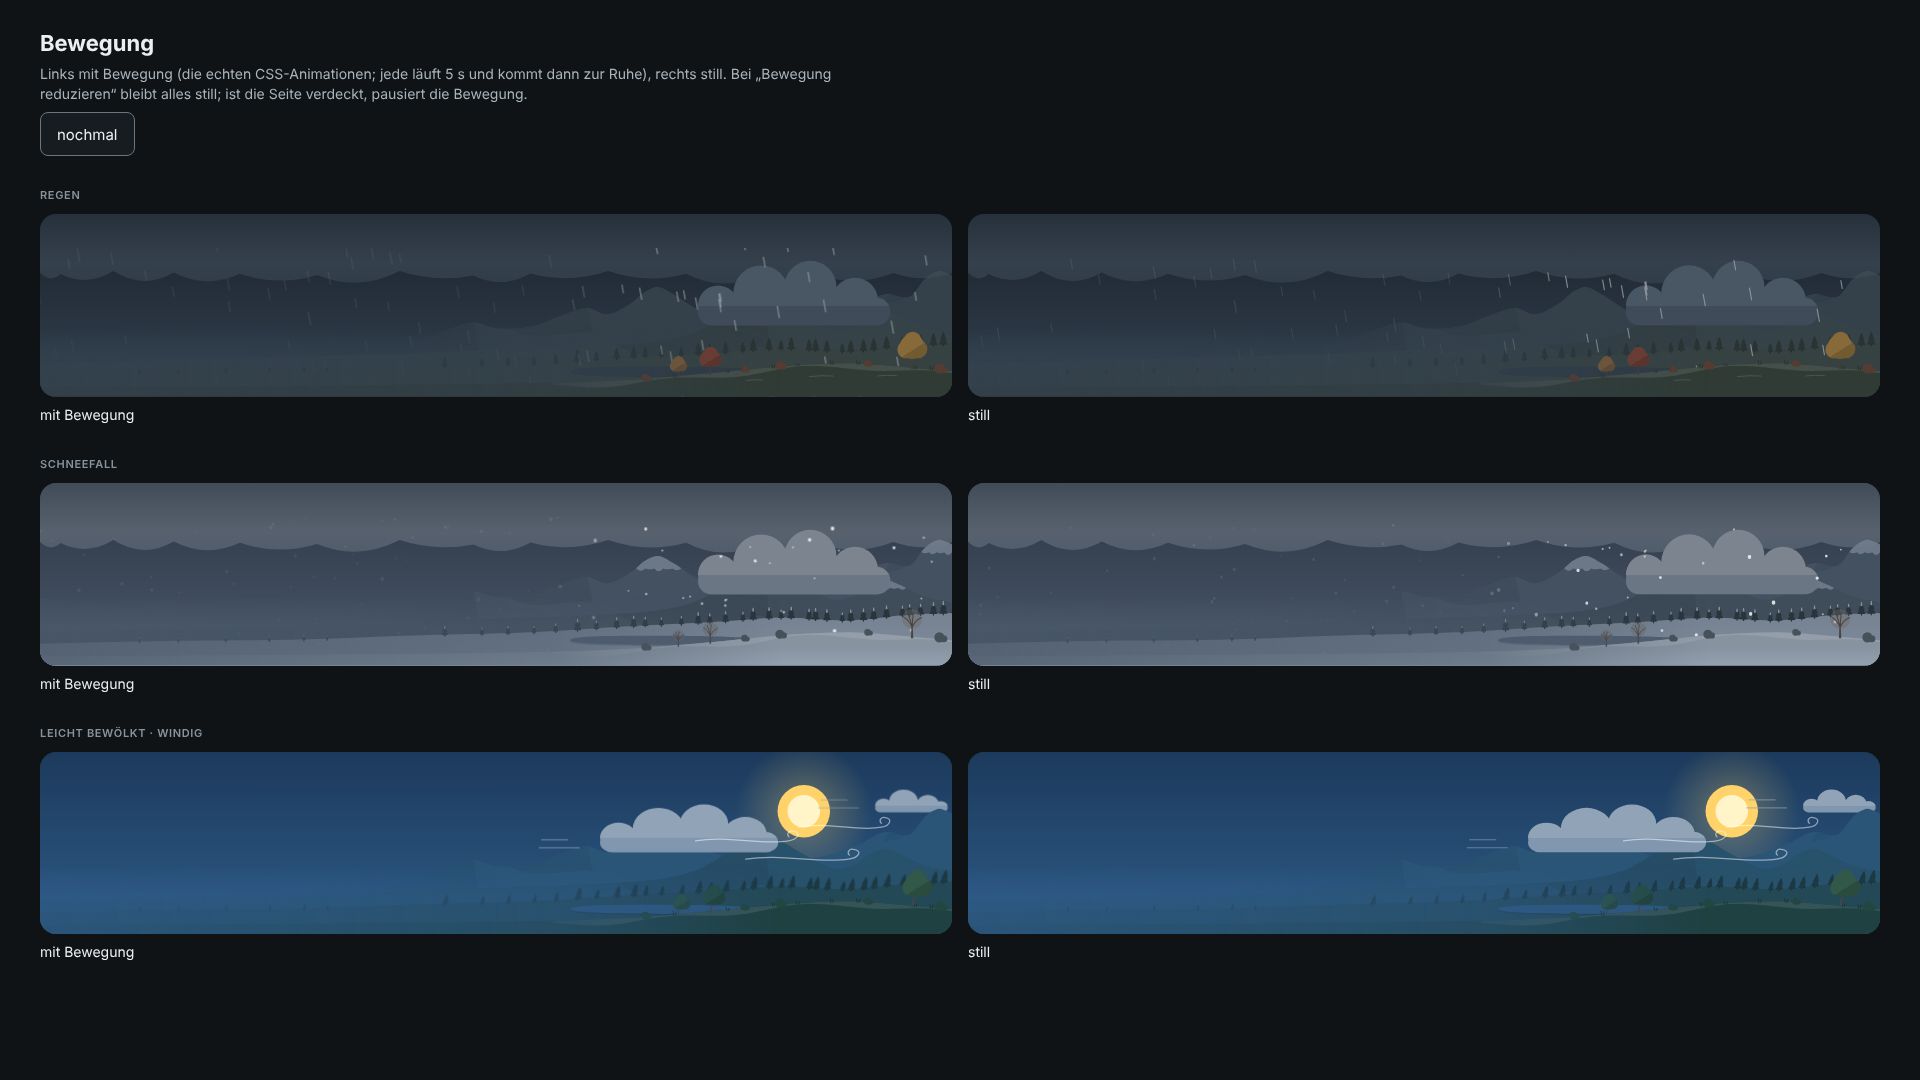 Bewegung
Links mit Bewegung (die echten CSS-Animationen; jede läuft 5 s und kommt dann zur Ruhe), rechts still. Bei „Bewegung
reduzieren“ bleibt alles still; ist die Seite verdeckt, pausiert die Bewegung.
nochmal
REGEN
mit Bewegung
still
SCHNEEFALL
mit Bewegung
still
LEICHT BEWÖLKT · WINDIG
mit Bewegung
still